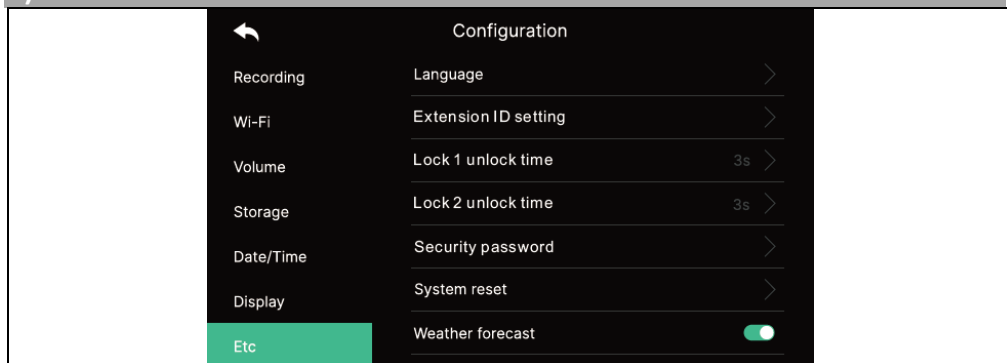 Configuration
Recording
Wi-Fi
Volume
Storage
Date/Time
Display
Etc
Language
Extension ID setting
Lock 1 unlock time 3s
Lock 2 unlock time 3s
Security password
System reset
Weather forecast